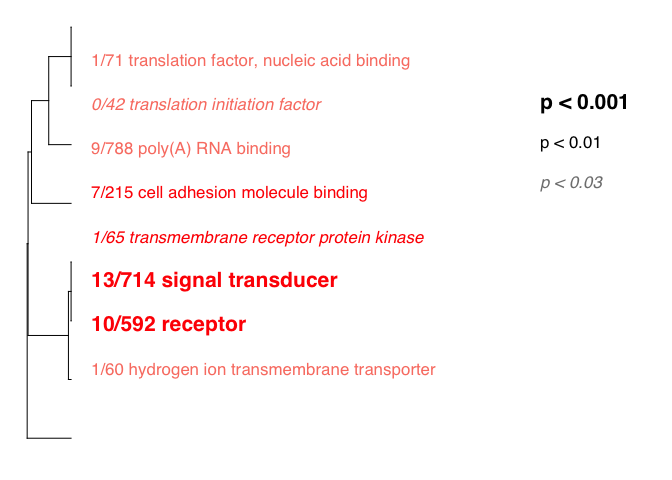 1/71 translation factor, nucleic acid binding
0/42 translation initiation factor
9/788 poly(A) RNA binding
7/215 cell adhesion molecule binding
1/65 transmembrane receptor protein kinase
13/714 signal transducer
10/592 receptor
1/60 hydrogen ion transmembrane transporter
p < 0.001
p < 0.01
p < 0.03